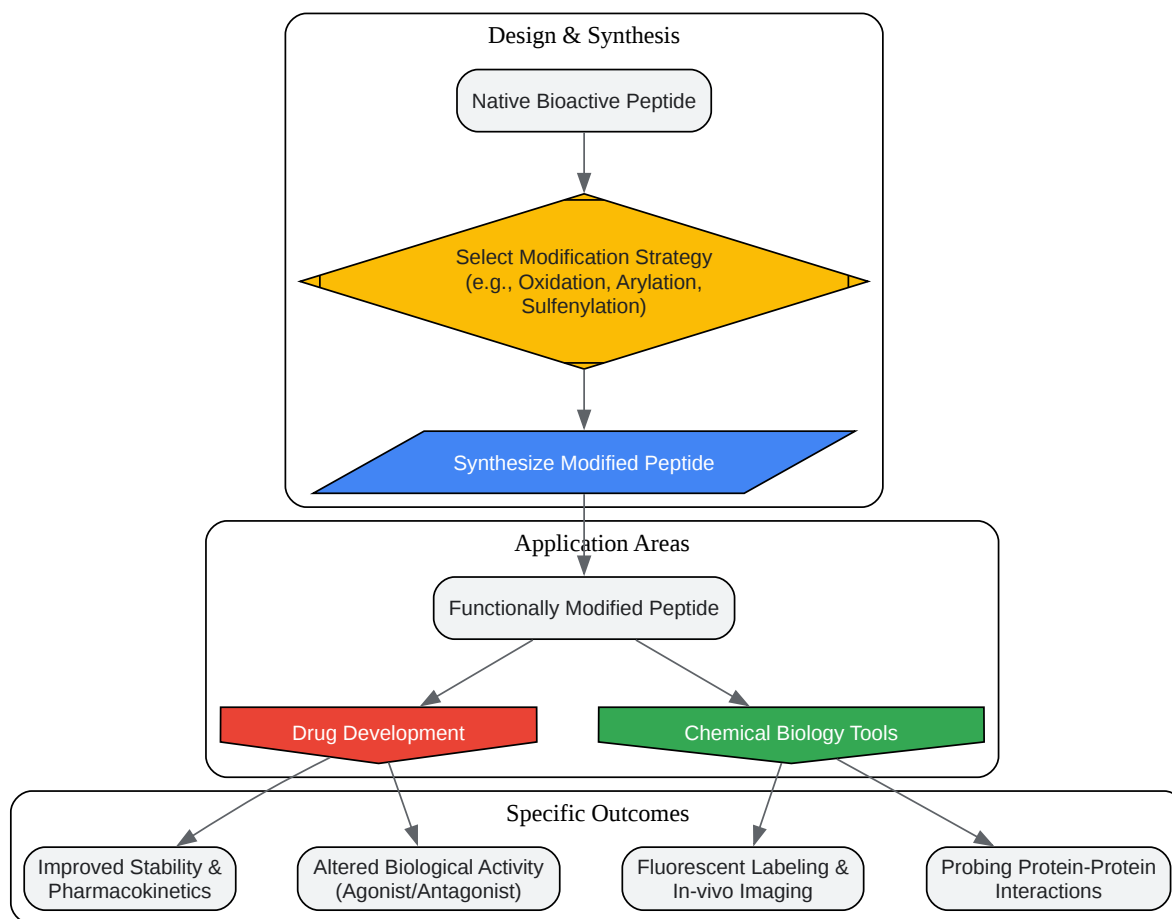 Design & Synthesis
Native Bioactive Peptide
Select Modification Strategy
(e.g., Oxidation, Arylation,
Sulfenylation)
Synthesize Modified Peptide
Application Areas
Functionally Modified Peptide
Drug Development
Chemical Biology Tools
Specific Outcomes
Improved Stability &
Pharmacokinetics
Altered Biological Activity
(Agonist/Antagonist)
Fluorescent Labeling &
In-vivo Imaging
Probing Protein-Protein
Interactions